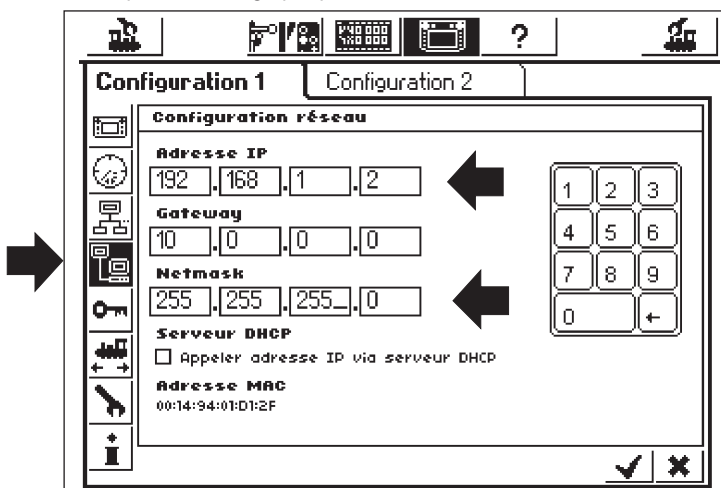 ?
Configuration 1 Configuration 2
Configuration réseau
Adresse IP
192 . 168 . 1 . 2
Gateway
10 . 0 . 0 . 0
Netmask
255 . 255 . 255_ . 0
Serveur DHCP
Appeler adresse IP via serveur DHCP
Adresse MAC
00:14:94:01:D1:2F
1 2 3
4 5 6
7 8 9
0 ←
i